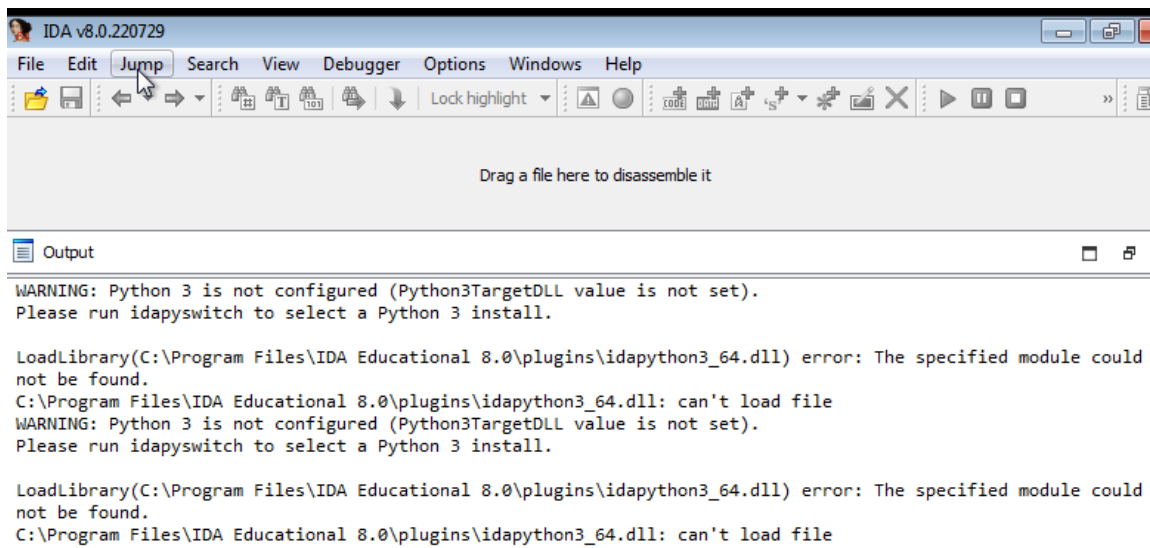 IDA v8.0.220729
File Edit Jump Search View Debugger Options Windows Help
Lock highlight
Drag a file here to disassemble it
Output
WARNING: Python 3 is not configured (Python3TargetDLL value is not set).
Please run idapyswitch to select a Python 3 install.
LoadLibrary(C:\Program Files\IDA Educational 8.0\plugins\idapython3_64.dll) error: The specified module could
not be found.
C:\Program Files\IDA Educational 8.0\plugins\idapython3_64.dll: can't load file
WARNING: Python 3 is not configured (Python3TargetDLL value is not set).
Please run idapyswitch to select a Python 3 install.
LoadLibrary(C:\Program Files\IDA Educational 8.0\plugins\idapython3_64.dll) error: The specified module could
not be found.
C:\Program Files\IDA Educational 8.0\plugins\idapython3_64.dll: can't load file